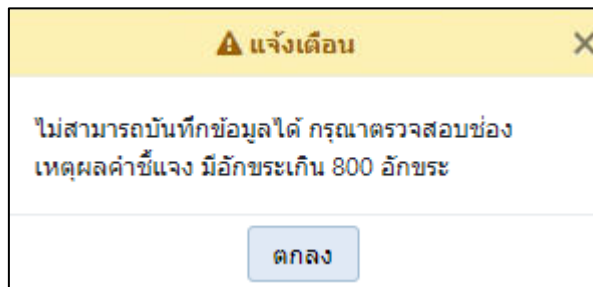 แจ้งเตือน
ไม่สามารถบันทึกข้อมูลได้ กรุณาตรวจสอบช่อง
เหตุผลคำชี้แจง มีอักขระเกิน 800 อักขระ
ตกลง